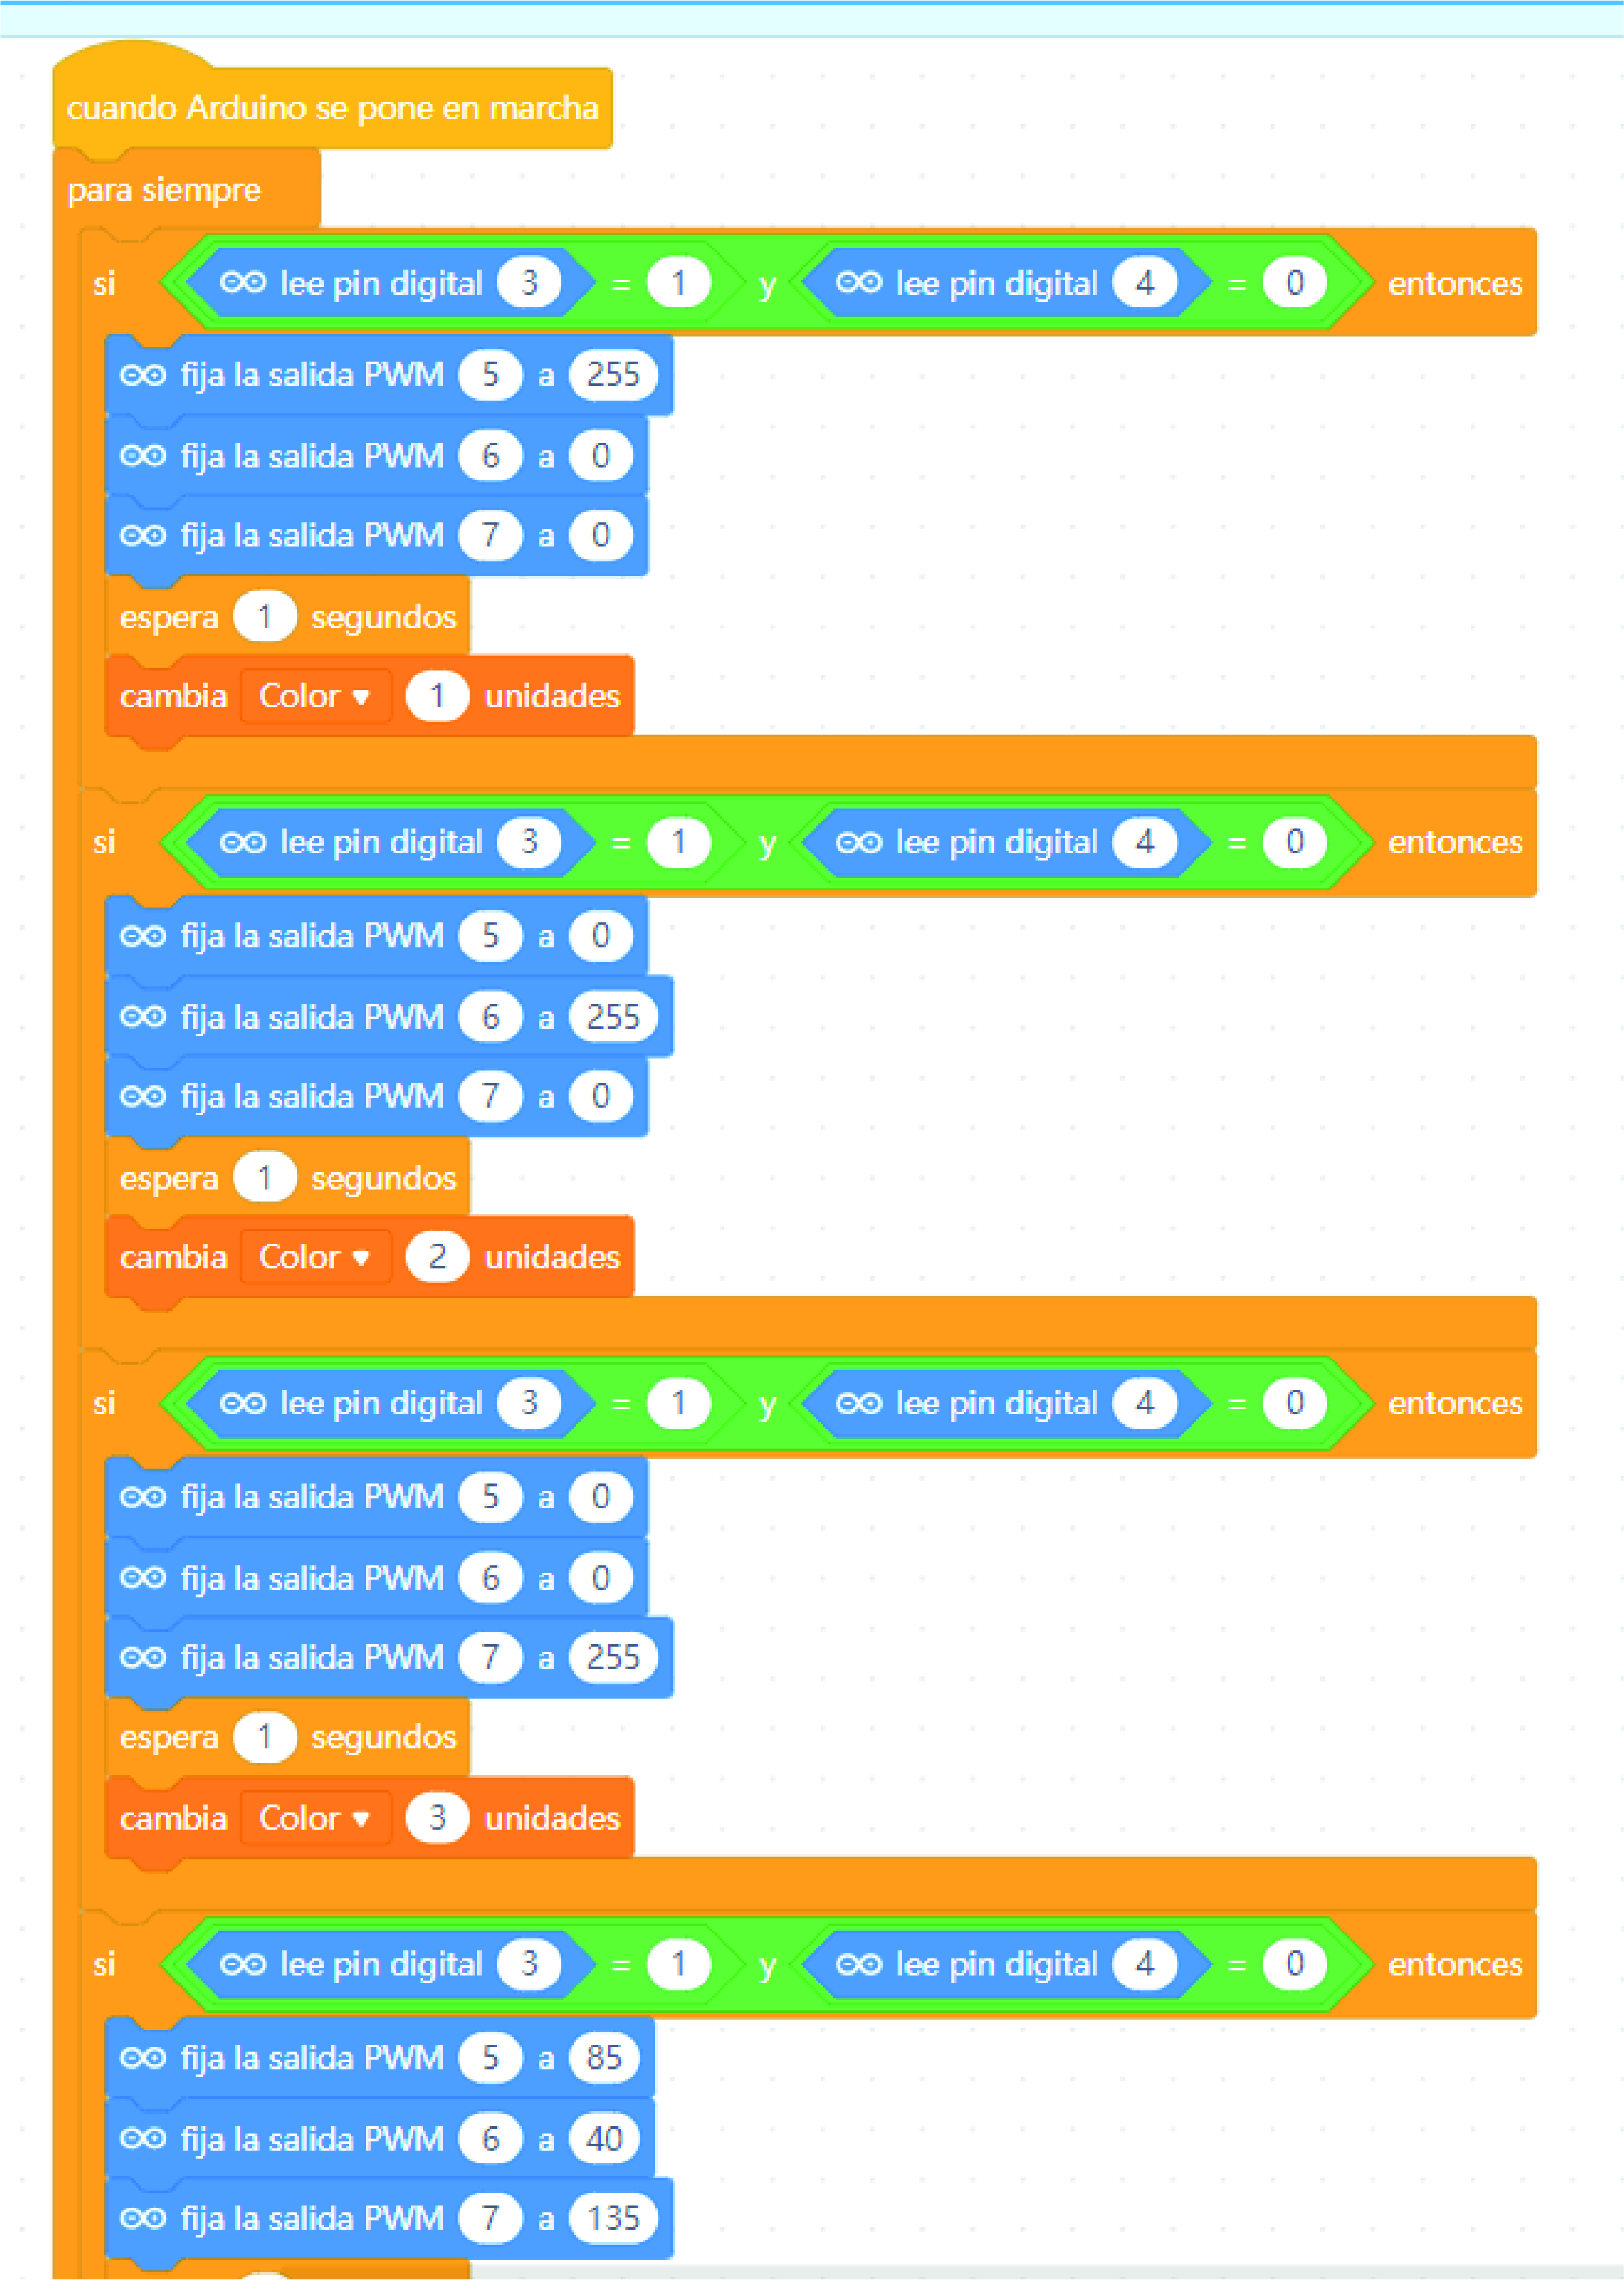 cuando Arduino se pone en marcha
para siempre
si lee pin digital 3 = 1 y lee pin digital 4 = 0 entonces
fija la salida PWM 5 a 255
fija la salida PWM 6 a 0
fija la salida PWM 7 a 0
espera 1 segundos
cambia Color 1 unidades
si lee pin digital 3 = 1 y lee pin digital 4 = 0 entonces
fija la salida PWM 5 a 0
fija la salida PWM 6 a 255
fija la salida PWM 7 a 0
espera 1 segundos
cambia Color 2 unidades
si lee pin digital 3 = 1 y lee pin digital 4 = 0 entonces
fija la salida PWM 5 a 0
fija la salida PWM 6 a 0
fija la salida PWM 7 a 255
espera 1 segundos
cambia Color 3 unidades
si lee pin digital 3 = 1 y lee pin digital 4 = 0 entonces
fija la salida PWM 5 a 85
fija la salida PWM 6 a 40
fija la salida PWM 7 a 135